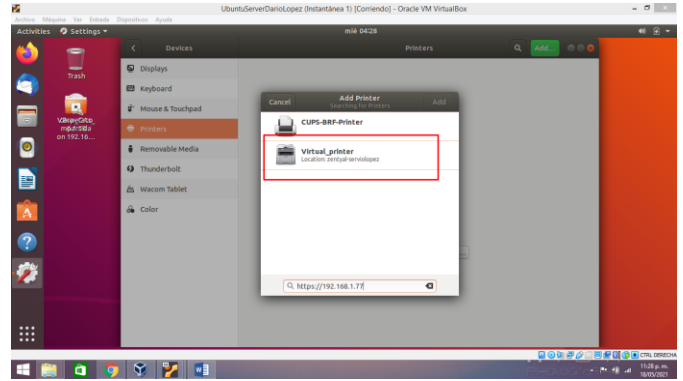 UbuntuServerDarioLopez (Instantánea 1) [Corriendo] - Oracle VM VirtualBox
Archivo Máquina Ver Entrada Dispositivos Ayuda
Activities Settings mié 04:28
Devices Printers Add...
Trash
on 192.16...
Displays
Keyboard
Mouse & Touchpad
Printers
Removable Media
Thunderbolt
Wacom Tablet
Color
Cancel Add Printer Add
Searching for Printers
CUPS-BRF-Printer
Virtual_printer
Location: zentyal-serviolopez
https://192.168.1.77
CTRL DERECHA
11:28 p. m.
18/05/2021